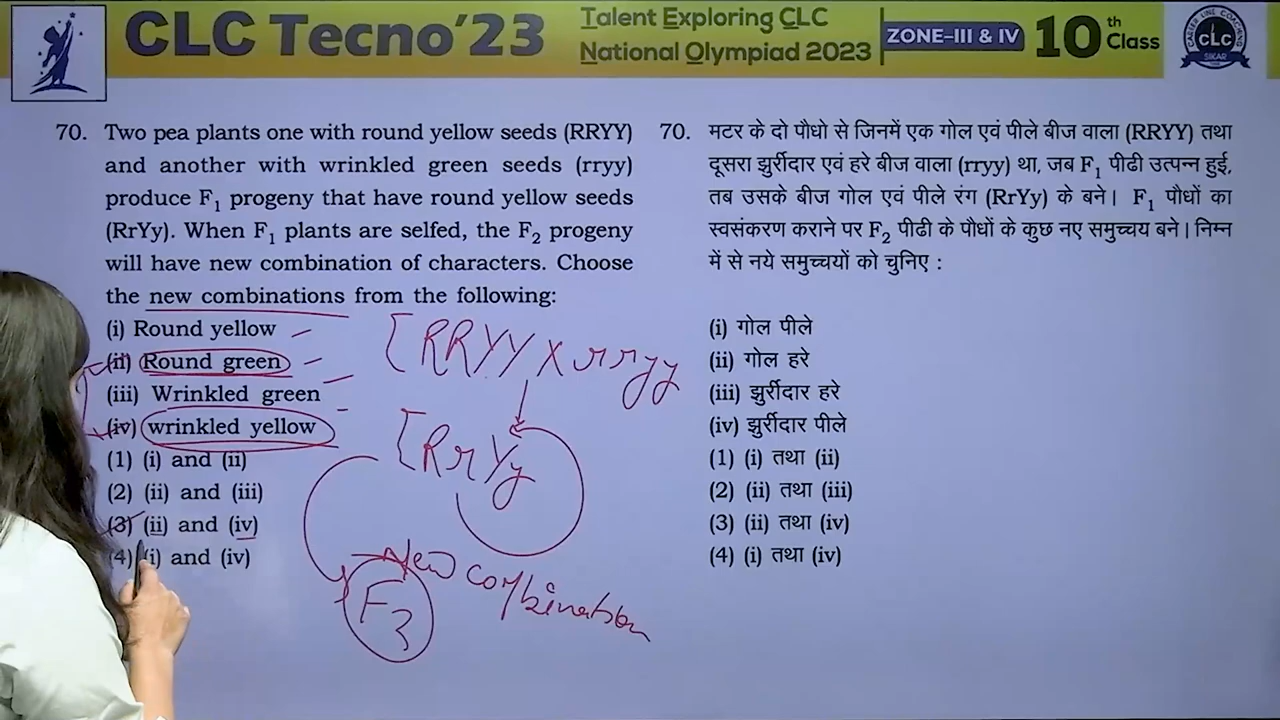 CLC Tecno'23
Talent Exploring CLC
National Olympiad 2023
ZONE-III & IV
10th Class
CAREER LINE COACHING
CLC
SIKAR
70. Two pea plants one with round yellow seeds (RRYY)
and another with wrinkled green seeds (rryy)
produce F1 progeny that have round yellow seeds
(RrYy). When F1 plants are selfed, the F2 progeny
will have new combination of characters. Choose
the new combinations from the following:
(i) Round yellow
(ii) Round green
(iii) Wrinkled green
(iv) wrinkled yellow
(1) (i) and (ii)
(2) (ii) and (iii)
(3) (ii) and (iv)
(4) (i) and (iv)
[RRYY X rryy
[RrYy
New combination
F3
70. मटर के दो पौधो से जिनमें एक गोल एवं पीले बीज वाला (RRYY) तथा
दूसरा झुर्रीदार एवं हरे बीज वाला (rryy) था, जब F1 पीढी उत्पन्न हुई,
तब उसके बीज गोल एवं पीले रंग (RrYy) के बने। F1 पौधों का
स्वसंकरण कराने पर F2 पीढी के पौधों के कुछ नए समुच्चय बने। निम्न
में से नये समुच्चयों को चुनिए :
(i) गोल पीले
(ii) गोल हरे
(iii) झुर्रीदार हरे
(iv) झुर्रीदार पीले
(1) (i) तथा (ii)
(2) (ii) तथा (iii)
(3) (ii) तथा (iv)
(4) (i) तथा (iv)